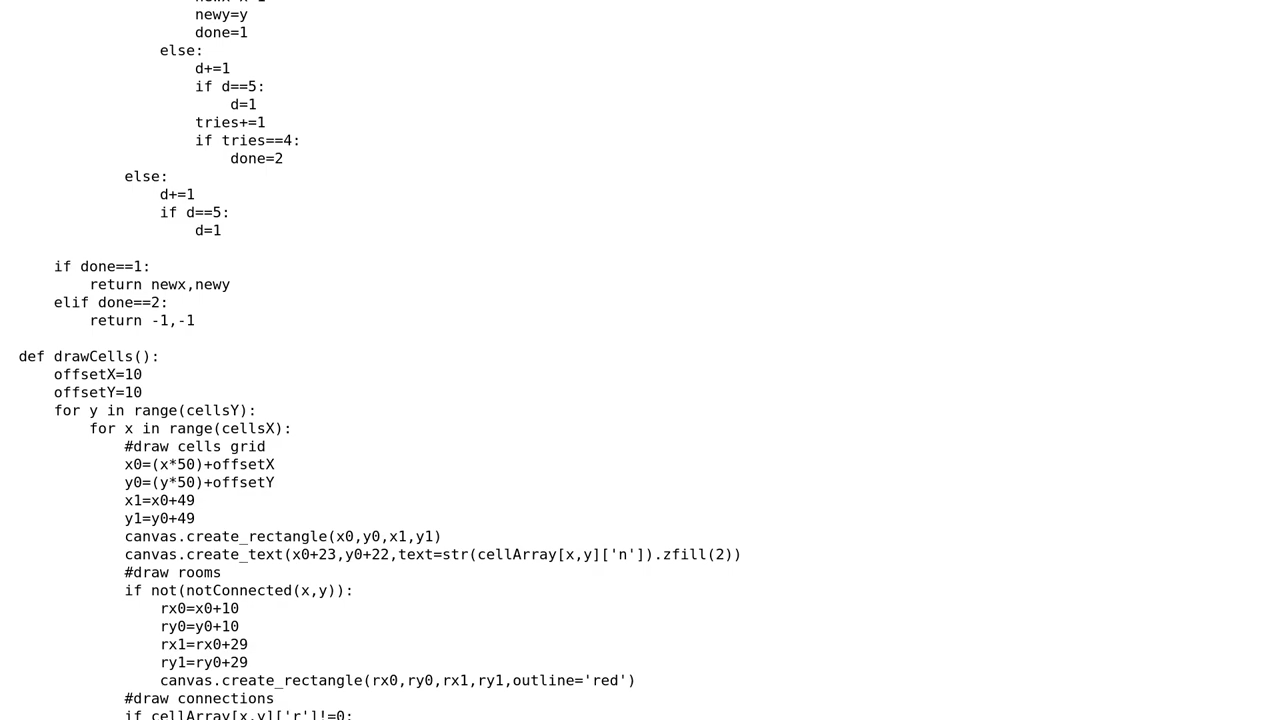 newy=y
done=1
else:
d+=1
if d==5:
d=1
tries+=1
if tries==4:
done=2
else:
d+=1
if d==5:
d=1
if done==1:
return newx,newy
elif done==2:
return -1,-1
def drawCells():
offsetX=10
offsetY=10
for y in range(cellsY):
for x in range(cellsX):
#draw cells grid
x0=(x*50)+offsetX
y0=(y*50)+offsetY
x1=x0+49
y1=y0+49
canvas.create_rectangle(x0,y0,x1,y1)
canvas.create_text(x0+23,y0+22,text=str(cellArray[x,y]['n']).zfill(2))
#draw rooms
if not(notConnected(x,y)):
rx0=x0+10
ry0=y0+10
rx1=rx0+29
ry1=ry0+29
canvas.create_rectangle(rx0,ry0,rx1,ry1,outline='red')
#draw connections
if cellArray[x,y]['r']!=0: